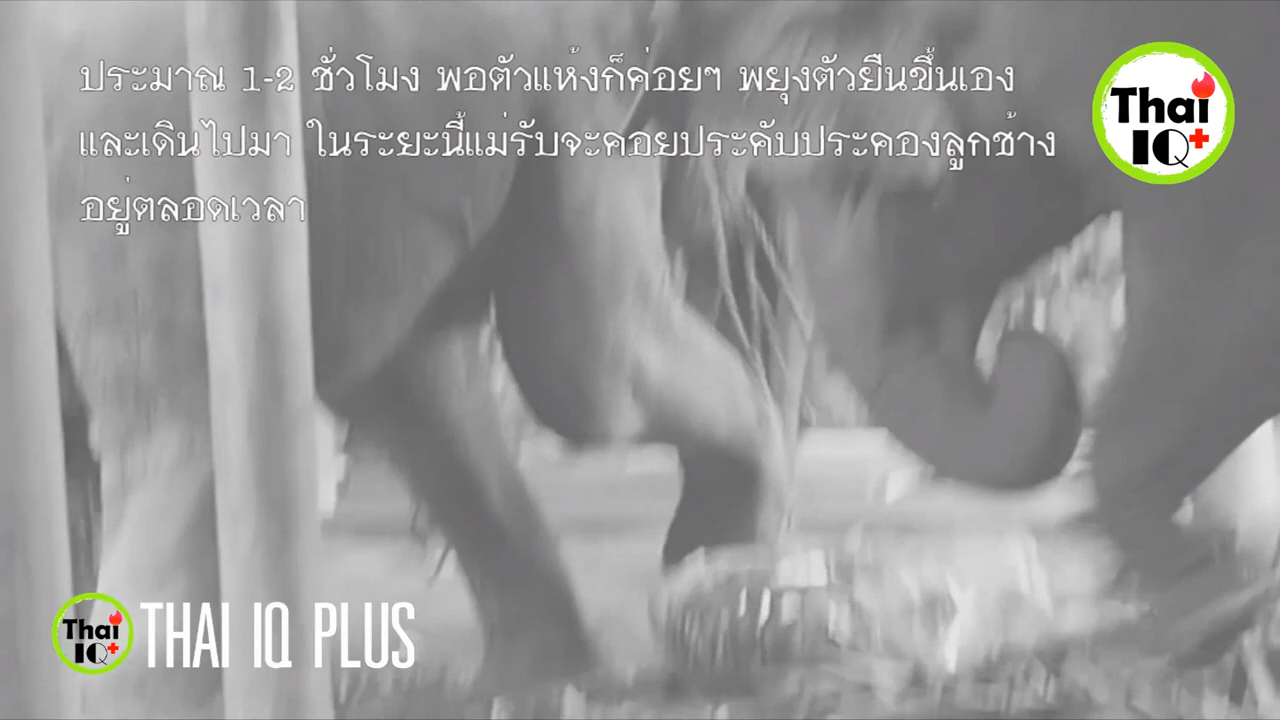 ประมาณ 1-2 ชั่วโมง พอตัวแห้งก็ค่อยๆ พยุงตัวยืนขึ้นเอง
และเดินไปมา ในระยะนี้แม่รับจะคอยประคับประคองลูกช้าง
อยู่ตลอดเวลา
Thai
IQ+
Thai
IQ+
THAI IQ PLUS